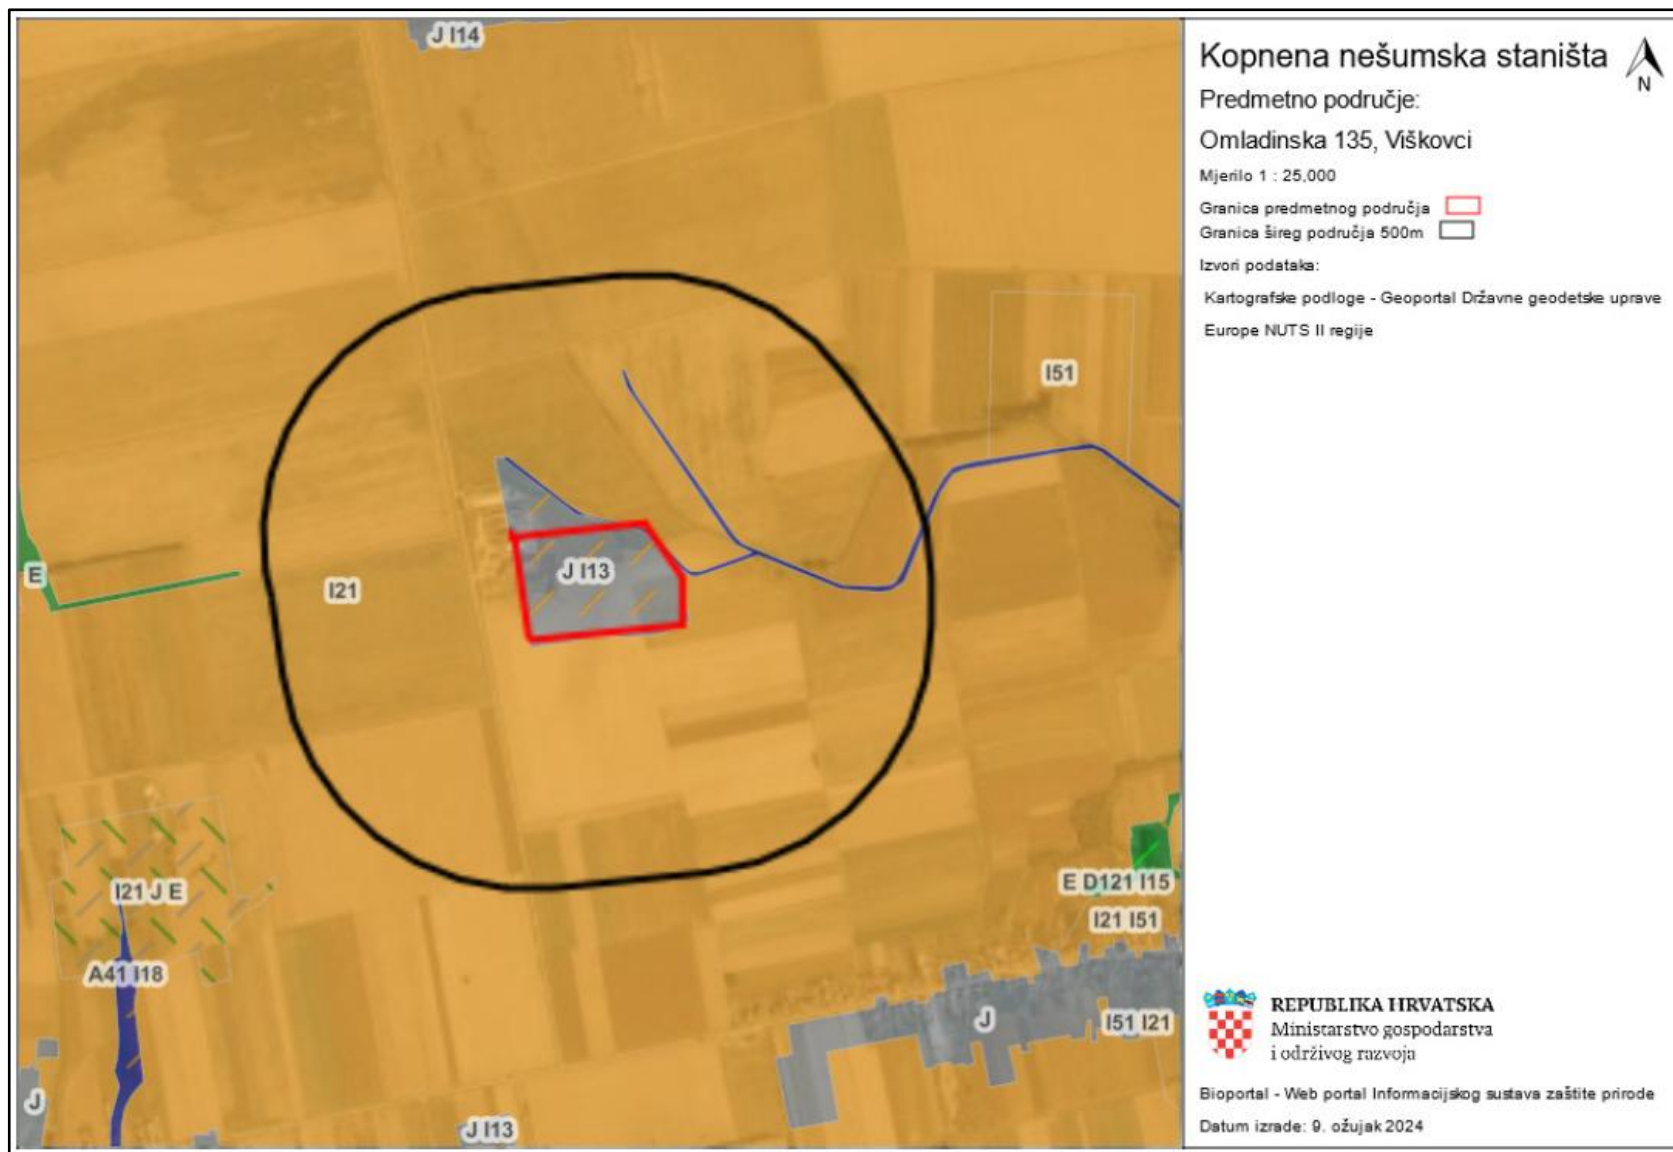 J I14
I51
E
I21
J I13
I21 J E
A41 I18
E D121 I15
I21 I51
J
I51 I21
J
J I13
Kopnena nešumska staništa
N
Predmetno područje:
Omladinska 135, Viškovci
Mjerilo 1 : 25,000
Granica predmetnog područja
Granica šireg područja 500m
Izvori podataka:
Kartografske podloge - Geoportal Državne geodetske uprave
Europe NUTS II regije
REPUBLIKA HRVATSKA
Ministarstvo gospodarstva
i održivog razvoja
Bioportal - Web portal Informacijskog sustava zaštite prirode
Datum izrade: 9. ožujak 2024